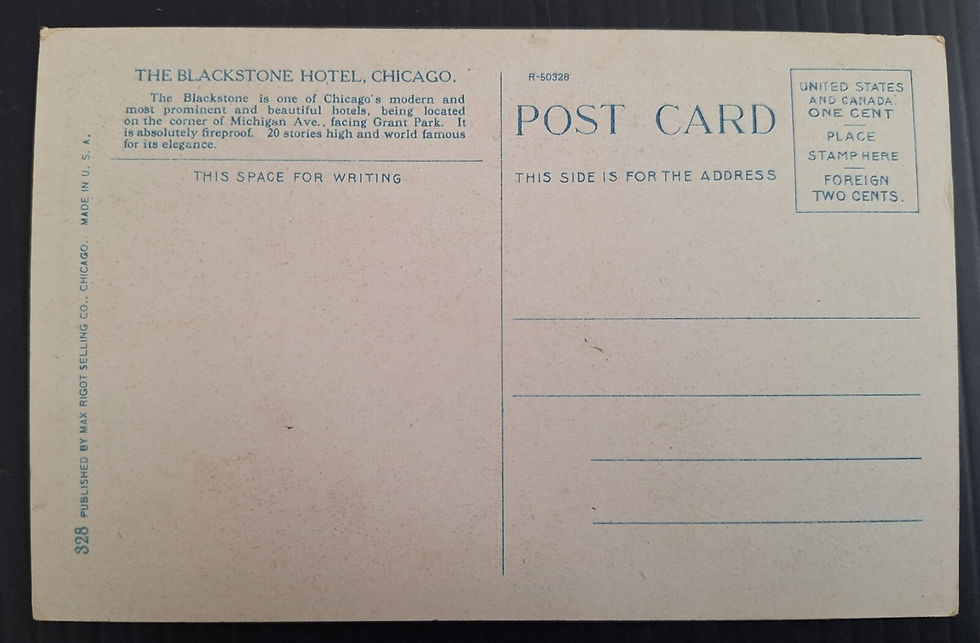 THE BLACKSTONE HOTEL, CHICAGO.
The Blackstone is one of Chicago's modern and
most prominent and beautiful hotels, being located
on the corner of Michigan Ave., facing Grant Park. It
is absolutely fireproof. 20 stories high and world famous
for its elegance.
THIS SPACE FOR WRITING
328 PUBLISHED BY MAX RIGOT SELLING CO., CHICAGO. MADE IN U. S. A.
R-50328
POST CARD
THIS SIDE IS FOR THE ADDRESS
UNITED STATES
AND CANADA.
ONE CENT
PLACE
STAMP HERE
FOREIGN
TWO CENTS.